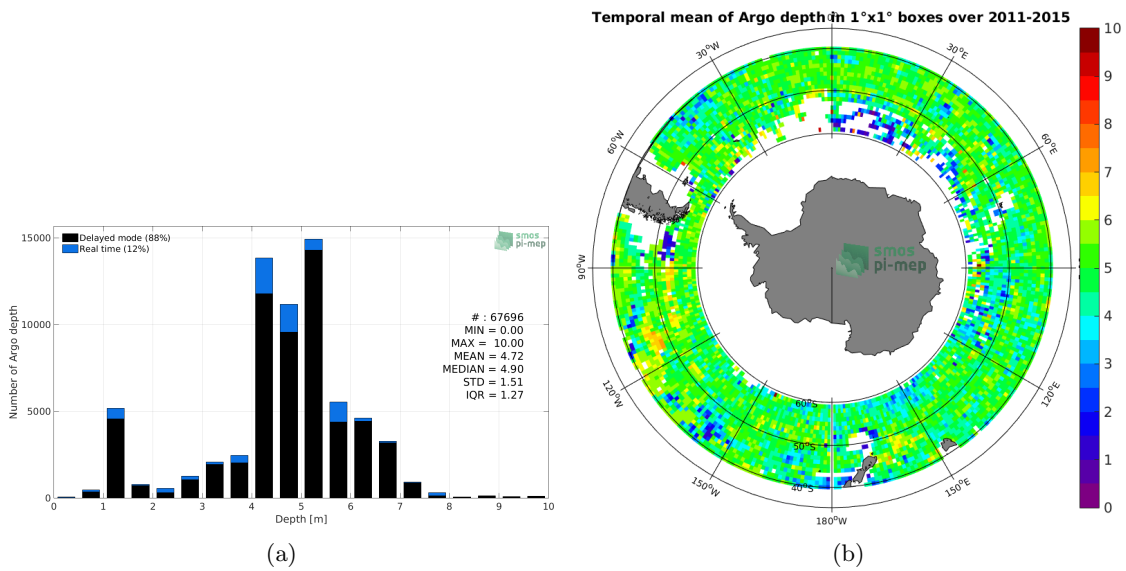 Delayed mode (88%)
Real time (12%)
smos
pi-mep
# : 67696
MIN = 0.00
MAX = 10.00
MEAN = 4.72
MEDIAN = 4.90
STD = 1.51
IQR = 1.27
Number of Argo depth
15000
10000
5000
0
0 1 2 3 4 5 6 7 8 9 10
Depth [m]
(a)
Temporal mean of Argo depth in 1°x1° boxes over 2011-2015
30°W
30°E
60°W
60°E
90°W
120°W
120°E
150°W
150°E
180°W
60°S
50°S
40°S
smos
pi-mep
10
9
8
7
6
5
4
3
2
1
0
(b)